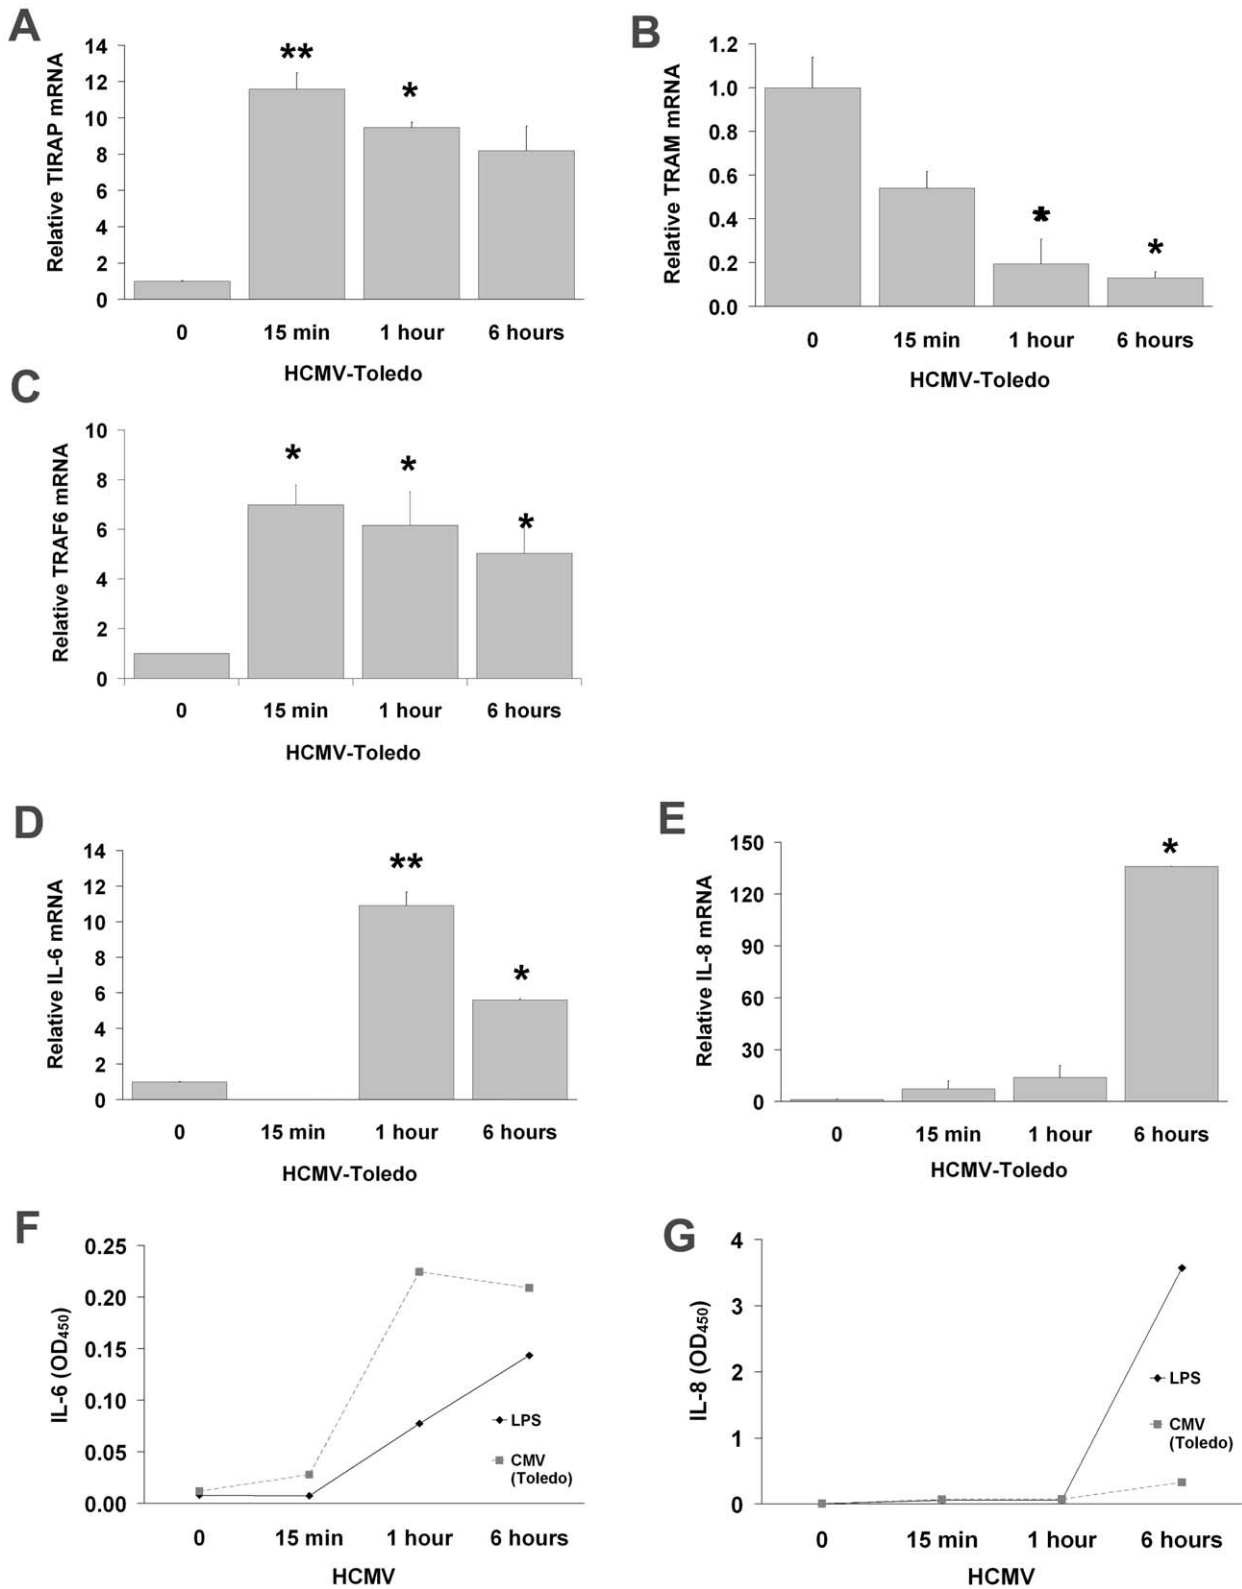 A
Relative TIRAP mRNA
14
12
10
8
6
4
2
0
**
*
0 15 min 1 hour 6 hours
HCMV-Toledo
B
Relative TRAM mRNA
1.2
1.0
0.8
0.6
0.4
0.2
0.0
*
*
0 15 min 1 hour 6 hours
HCMV-Toledo
C
Relative TRAF6 mRNA
10
8
6
4
2
0
*
*
*
0 15 min 1 hour 6 hours
HCMV-Toledo
D
Relative IL-6 mRNA
14
12
10
8
6
4
2
0
**
*
0 15 min 1 hour 6 hours
HCMV-Toledo
E
Relative IL-8 mRNA
150
120
90
60
30
0
*
0 15 min 1 hour 6 hours
HCMV-Toledo
F
IL-6 (OD450)
0.25
0.20
0.15
0.10
0.05
0.00
LPS
CMV
(Toledo)
0 15 min 1 hour 6 hours
HCMV
G
IL-8 (OD450)
4
3
2
1
0
LPS
CMV
(Toledo)
0 15 min 1 hour 6 hours
HCMV